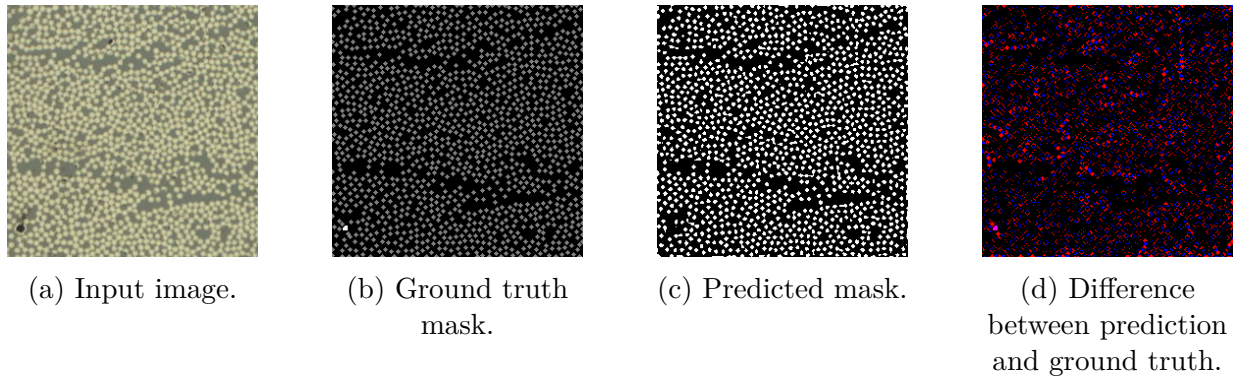 (a) Input image.
(b) Ground truth
mask.
(c) Predicted mask.
(d) Difference
between prediction
and ground truth.